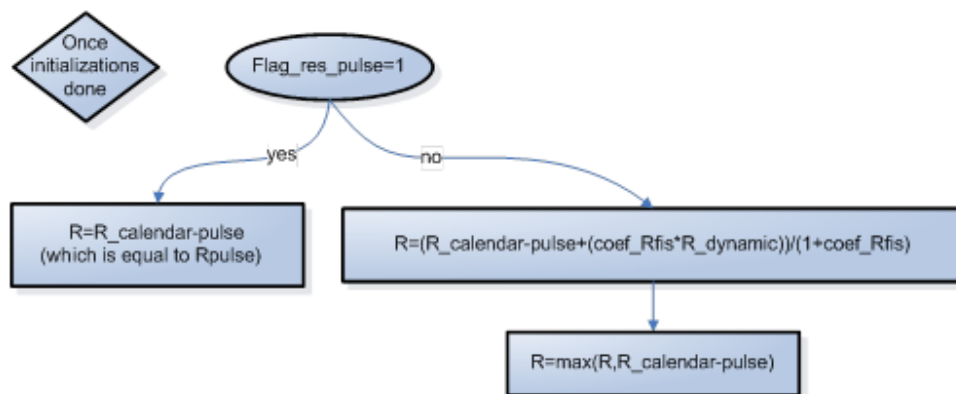 Once
initializations
done
Flag_res_pulse=1
yes
no
R=R_calendar-pulse
(which is equal to Rpulse)
R=(R_calendar-pulse+(coef_Rfis*R_dynamic))/(1+coef_Rfis)
R=max(R,R_calendar-pulse)